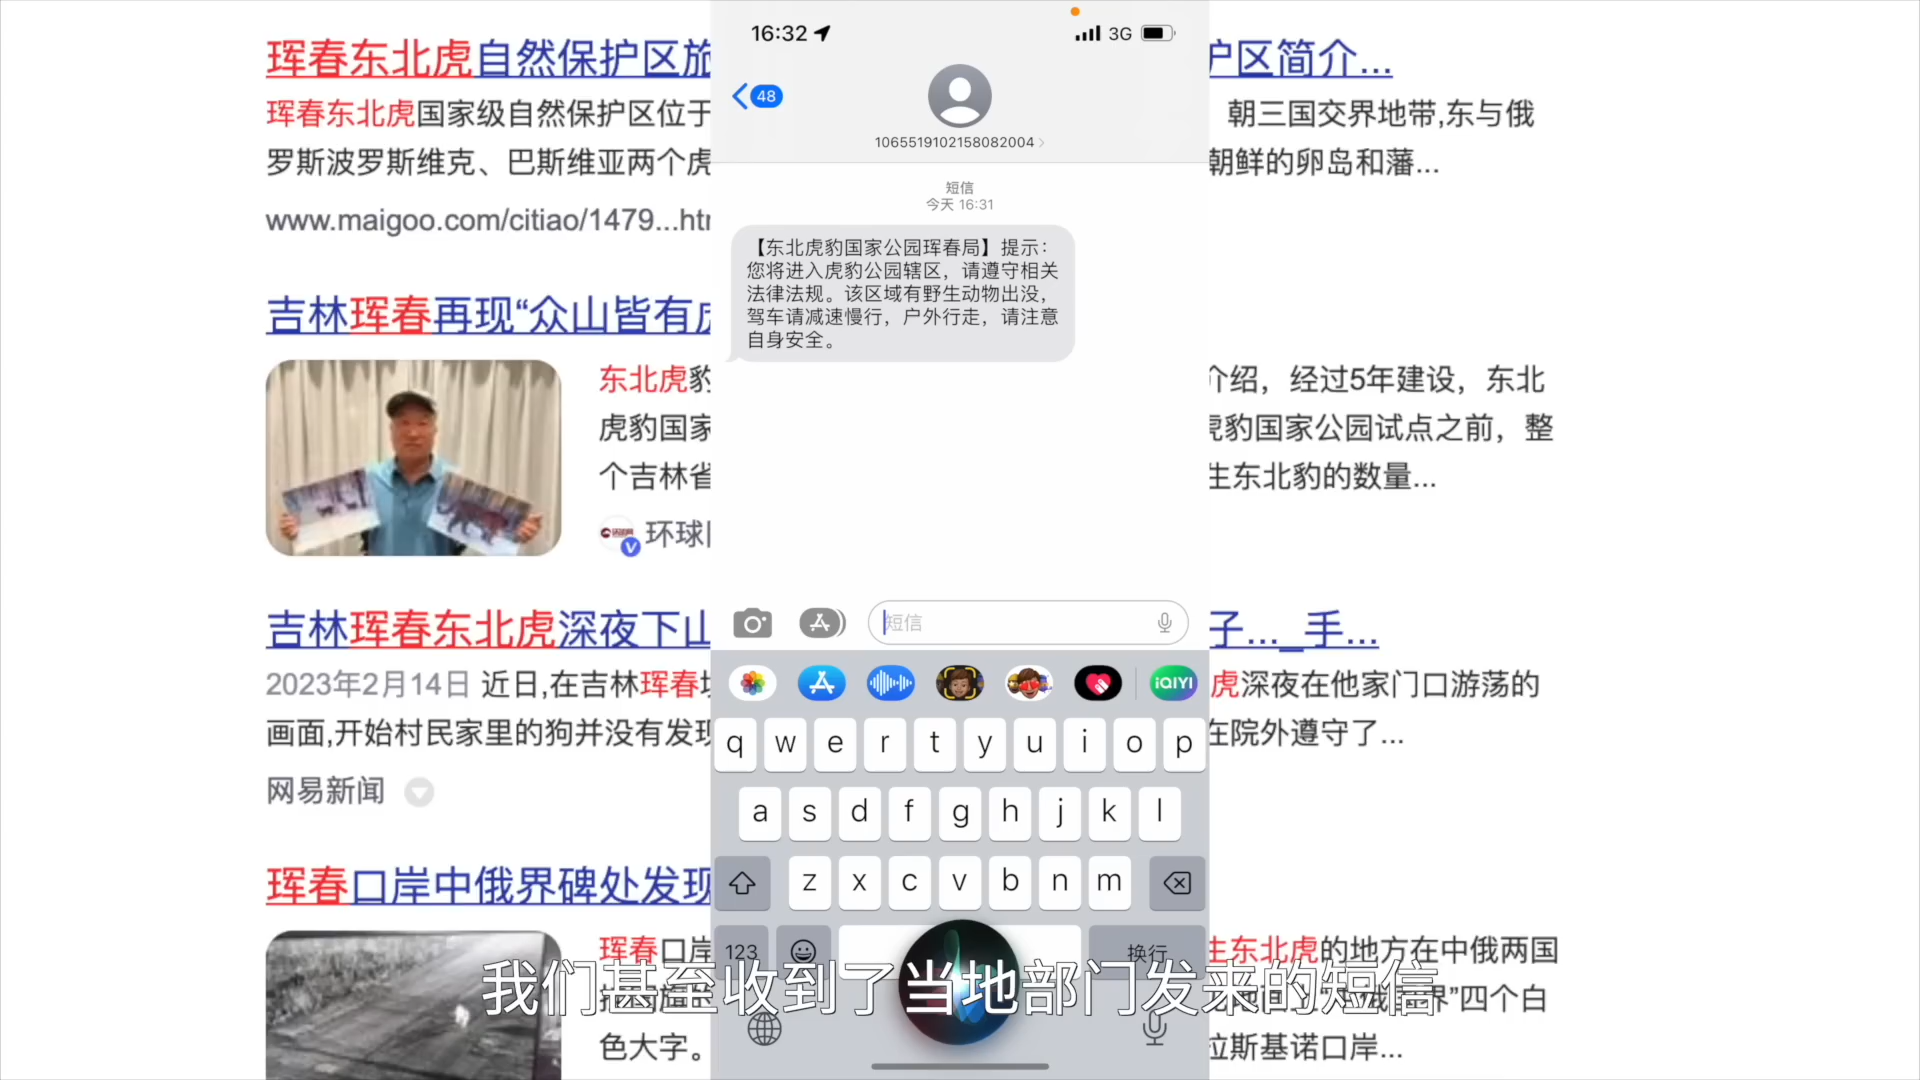 珲春东北虎自然保护区旅
护区简介...
珲春东北虎国家级自然保护区位于
朝三国交界地带,东与俄
罗斯波罗斯维克、巴斯维亚两个虎
朝鲜的卵岛和藩...
www.maigoo.com/citiao/1479...htm
吉林珲春再现“众山皆有虎
东北虎豹
介绍，经过5年建设，东北
虎豹国家
虎豹国家公园试点之前，整
个吉林省
生东北豹的数量...
环球网
吉林珲春东北虎深夜下山
子..._手...
2023年2月14日 近日,在吉林珲春
虎深夜在他家门口游荡的
画面,开始村民家里的狗并没有发现
在院外遵守了...
网易新闻
珲春口岸中俄界碑处发现
珲春口岸
生东北虎的地方在中俄两国
界”四个白
色大字。
拉斯基诺口岸...
16:32
3G
48
1065519102158082004
短信
今天 16:31
【东北虎豹国家公园珲春局】提示：
您将进入虎豹公园辖区，请遵守相关
法律法规。该区域有野生动物出没，
驾车请减速慢行，户外行走，请注意
自身安全。
短信
iQIYI
q w e r t y u i o p
a s d f g h j k l
z x c v b n m
123
换行
我们甚至收到了当地部门发来的短信